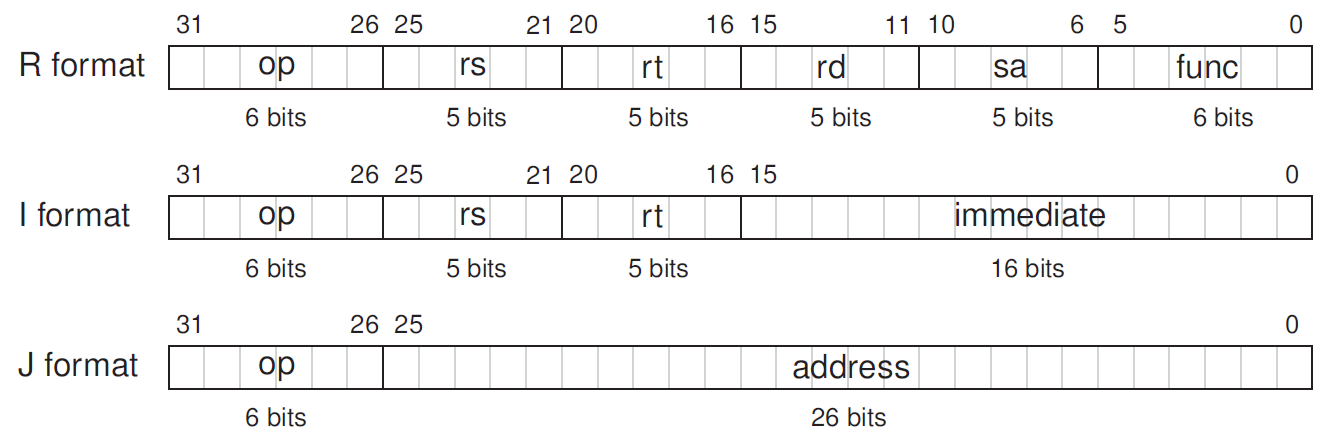 31 26 25 21 20 16 15 11 10 6 5 0
R format op rs rt rd sa func
6 bits 5 bits 5 bits 5 bits 5 bits 6 bits
31 26 25 21 20 16 15 0
I format op rs rt immediate
6 bits 5 bits 5 bits 16 bits
31 26 25 0
J format op address
6 bits 26 bits